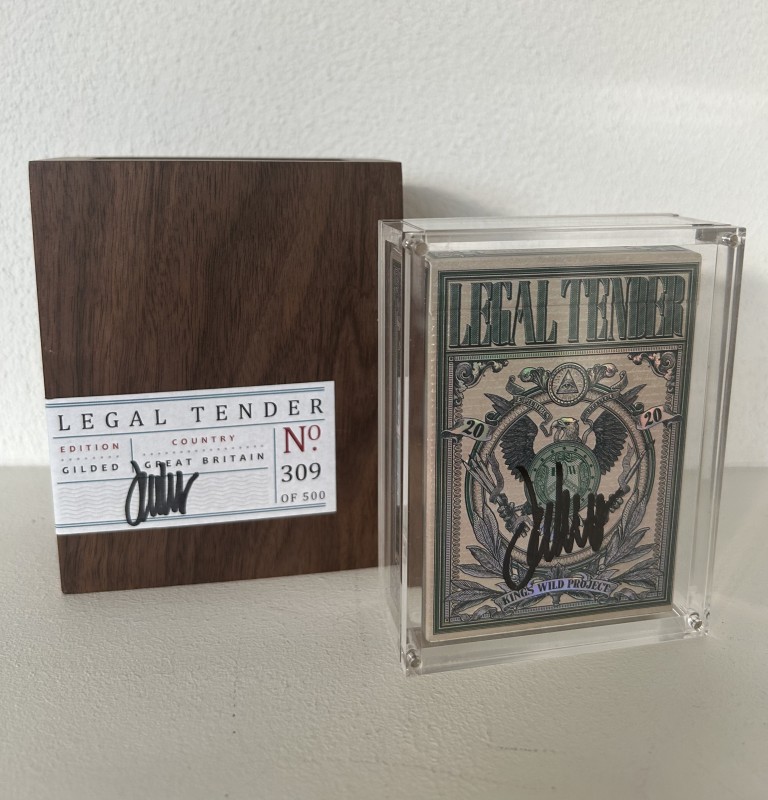 LEGAL TENDER
EDITION
GILDED
COUNTRY
GREAT BRITAIN
Nº.
309
OF 500
LEGAL TENDER
20
20
KINGS WILD PROJECT